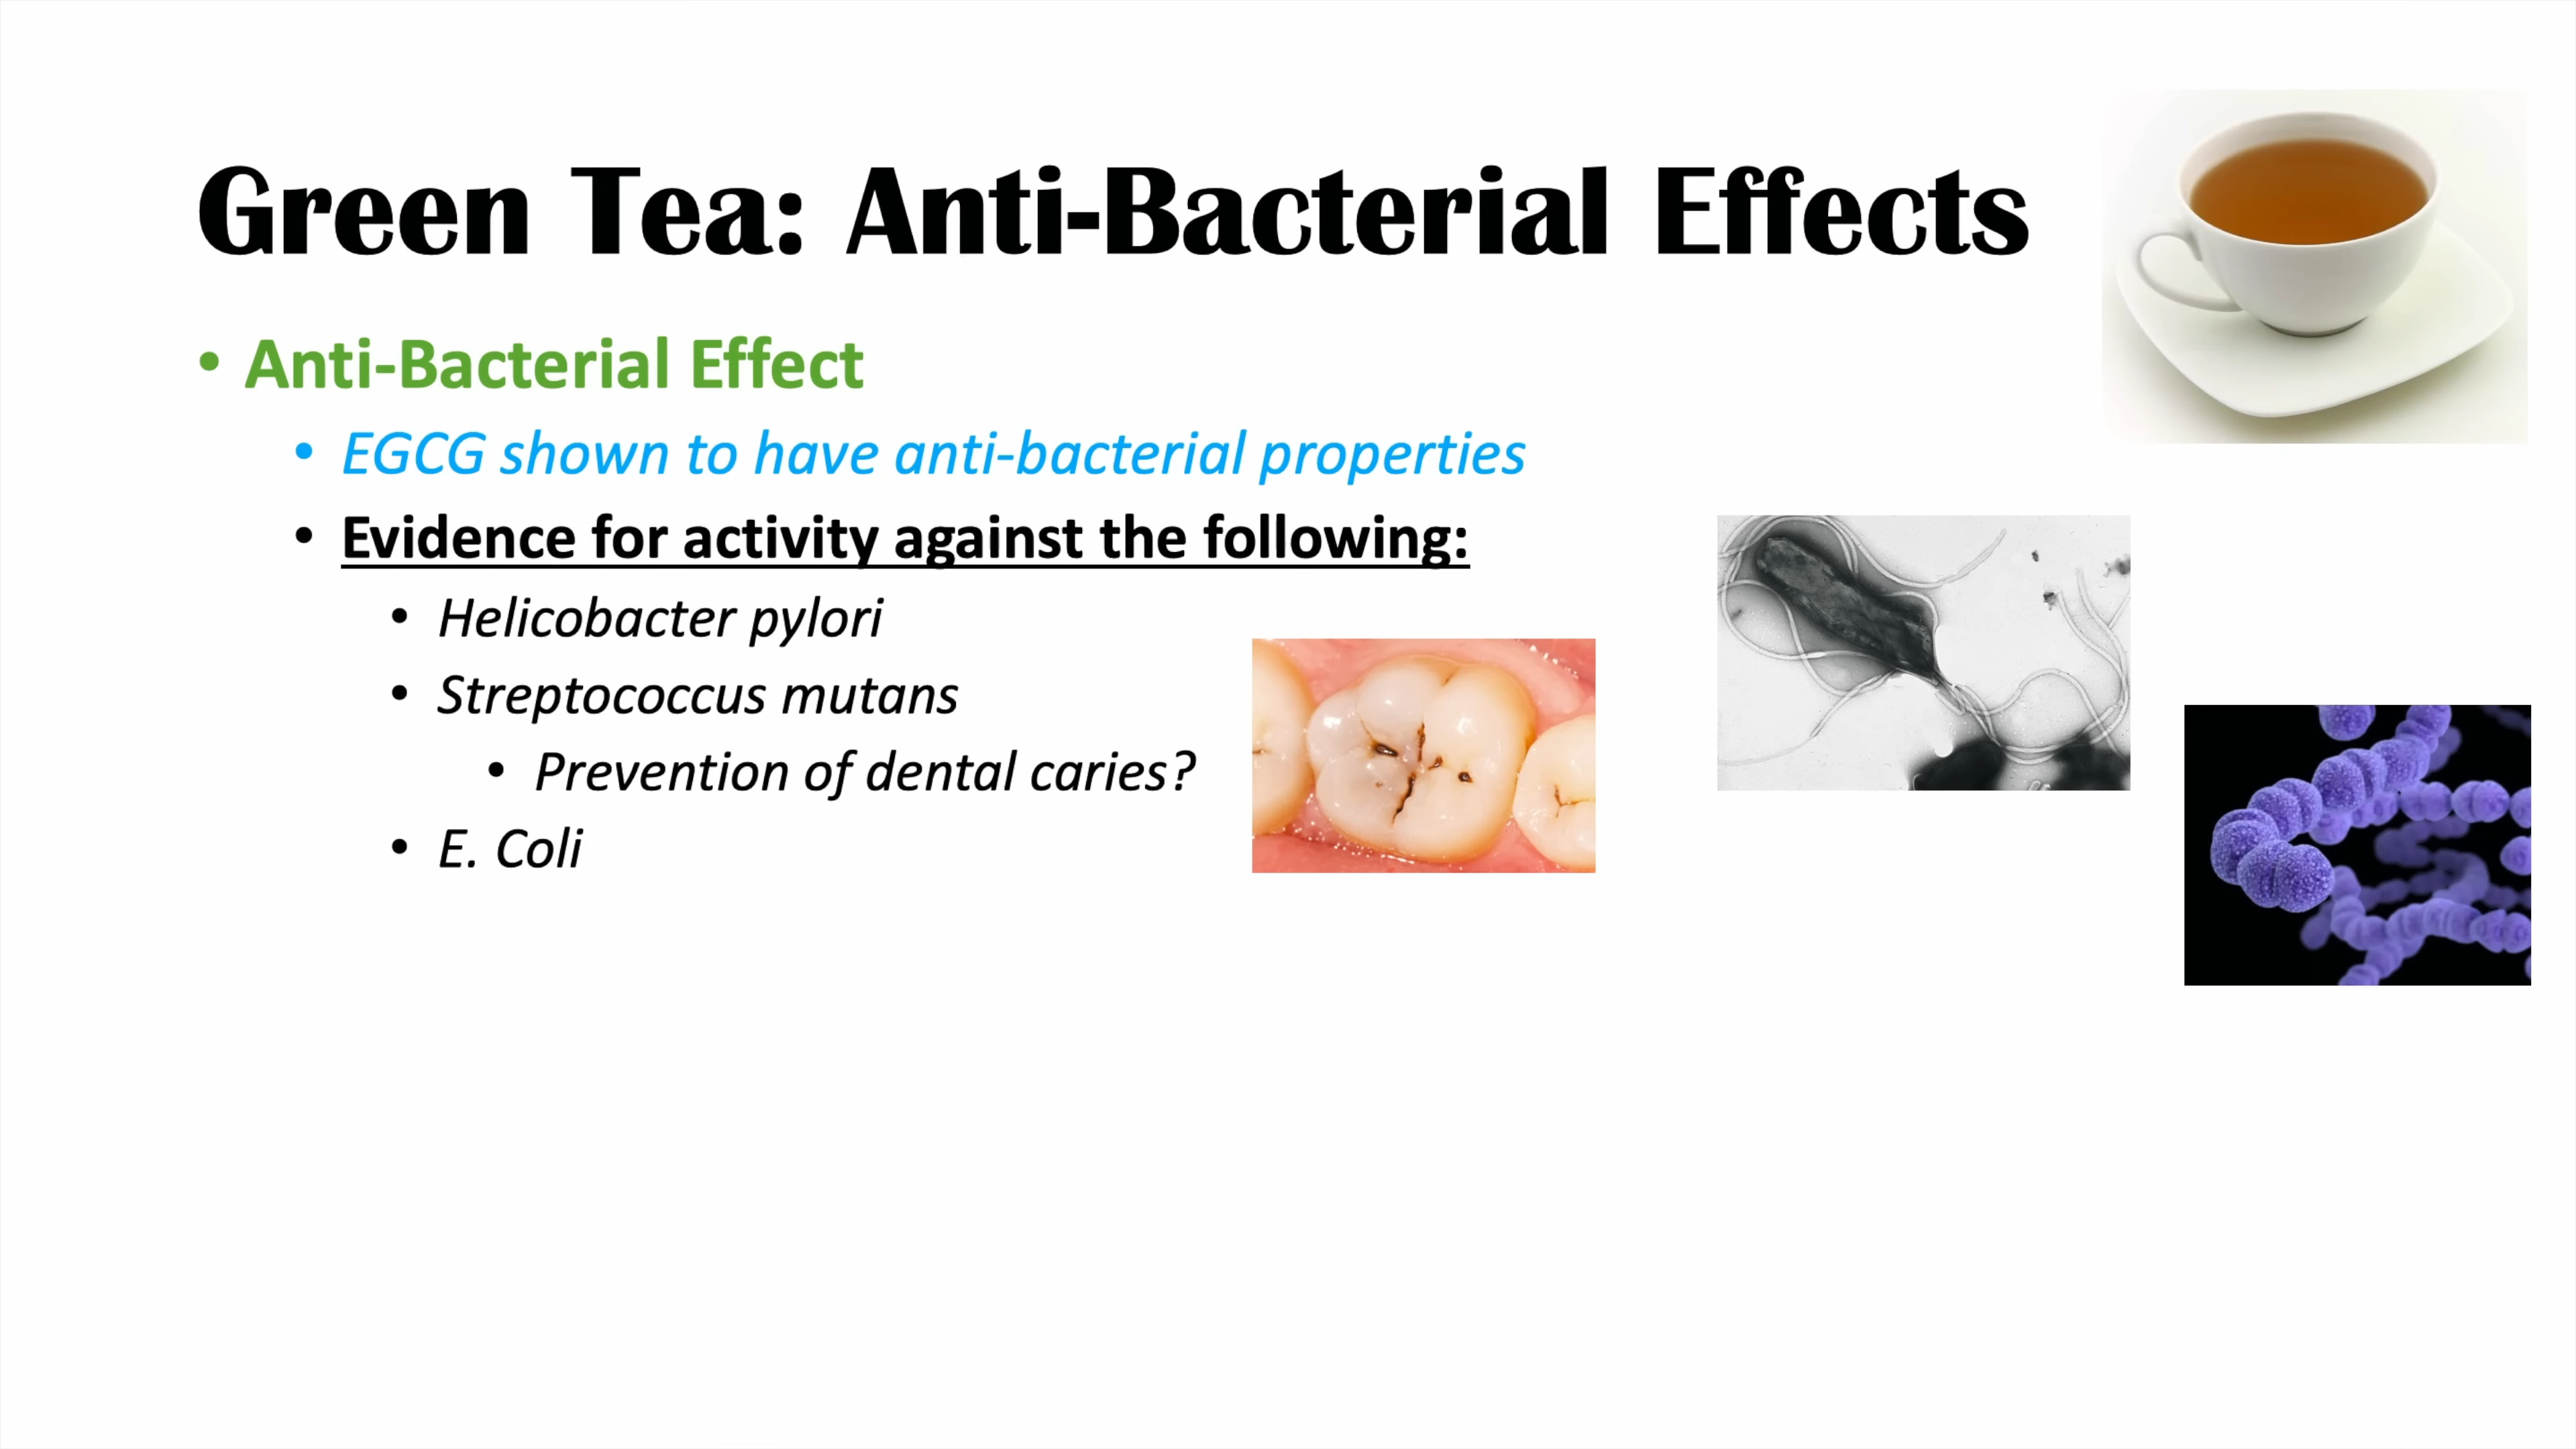 Green Tea: Anti-Bacterial Effects
• Anti-Bacterial Effect
• EGCG shown to have anti-bacterial properties
• Evidence for activity against the following:
• Helicobacter pylori
• Streptococcus mutans
• Prevention of dental caries?
• E. Coli